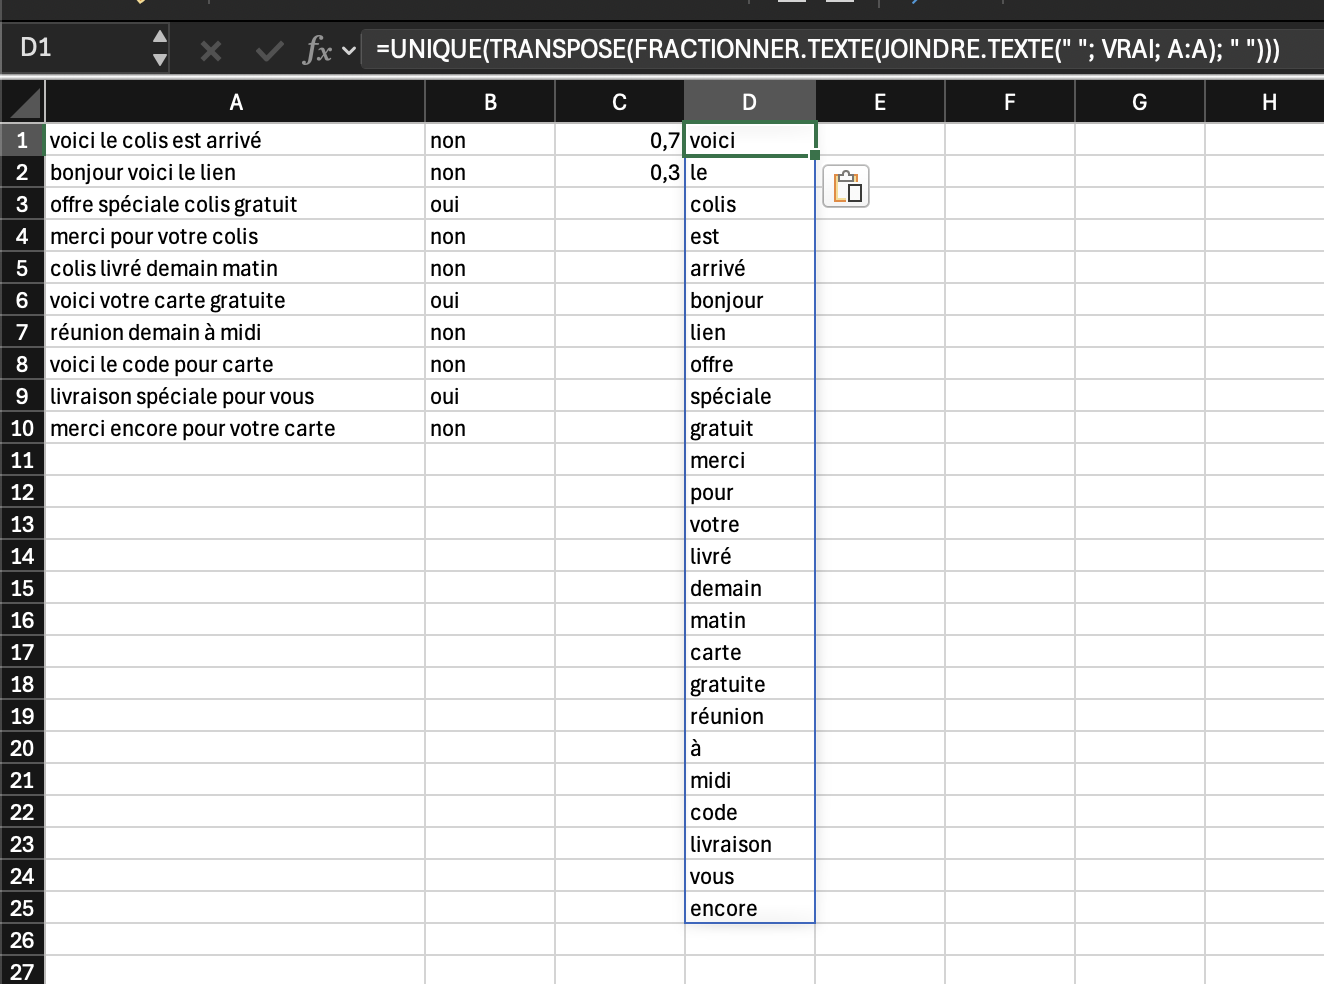 D1 fx =UNIQUE(TRANSPOSE(FRACTIONNER.TEXTE(JOINDRE.TEXTE(" "; VRAI; A:A); " ")))
A B C D E F G H
1 voici le colis est arrivé non 0,7 voici
2 bonjour voici le lien non 0,3 le
3 offre spéciale colis gratuit oui colis
4 merci pour votre colis non est
5 colis livré demain matin non arrivé
6 voici votre carte gratuite oui bonjour
7 réunion demain à midi non lien
8 voici le code pour carte non offre
9 livraison spéciale pour vous oui spéciale
10 merci encore pour votre carte non gratuit
11 merci
12 pour
13 votre
14 livré
15 demain
16 matin
17 carte
18 gratuite
19 réunion
20 à
21 midi
22 code
23 livraison
24 vous
25 encore
26
27